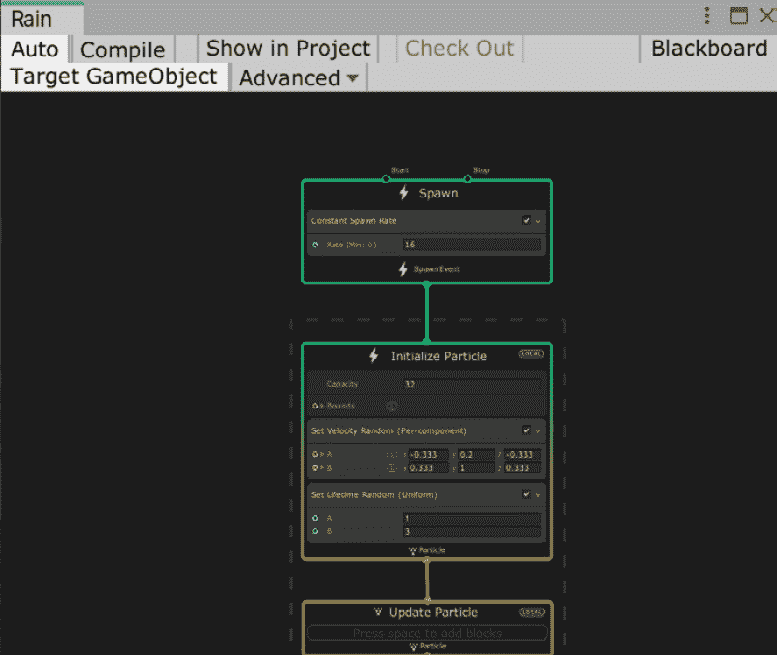 Rain
Auto Compile Show in Project Check Out Blackboard
Target GameObject Advanced
Start Stop
Spawn
Constant Spawn Rate
Rate (Min: 0) 16
SpawnEvent
Initialize Particle LOCAL
Capacity 32
Bounds
Set Velocity Random (Per-component)
A x -0.333 y 0.2 z -0.333
B x 0.333 y 1 z 0.333
Set Lifetime Random (Uniform)
A 1
B 3
Particle
Update Particle LOCAL
Press space to add blocks
Particle